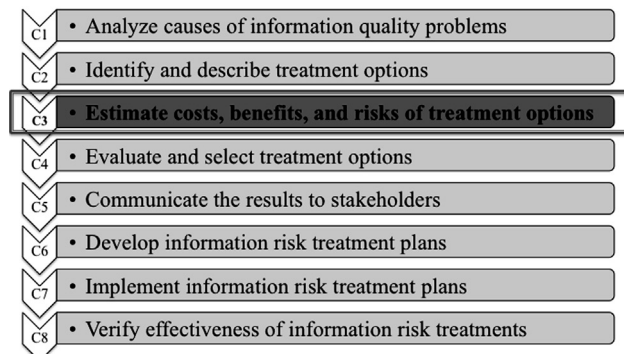 C1 • Analyze causes of information quality problems
C2 • Identify and describe treatment options
C3 • Estimate costs, benefits, and risks of treatment options
C4 • Evaluate and select treatment options
C5 • Communicate the results to stakeholders
C6 • Develop information risk treatment plans
C7 • Implement information risk treatment plans
C8 • Verify effectiveness of information risk treatments